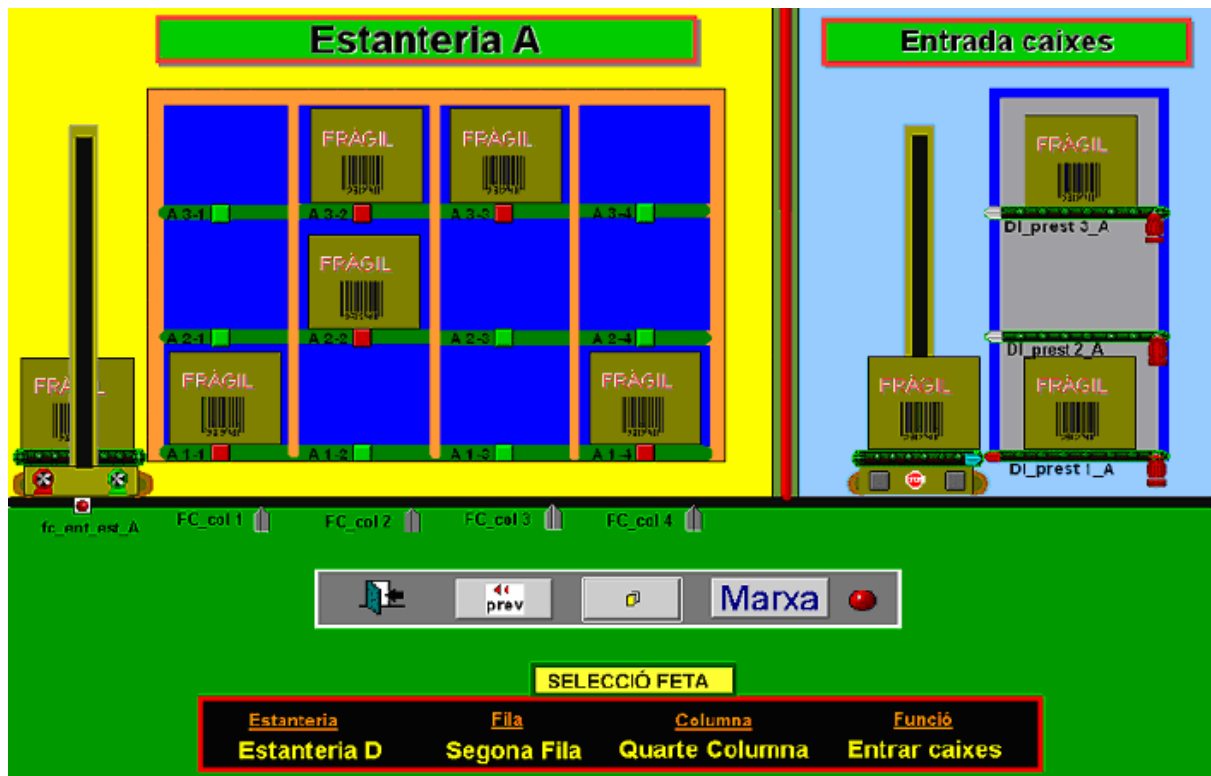 Estanteria A
Entrada caixes
FRÀGIL
FRÀGIL
FRÀGIL
A 3-1
A 3-2
A 3-3
A 3-4
DI_prest 3_A
FRÀGIL
A 2-1
A 2-2
A 2-3
A 2-4
DI_prest 2_A
FRÀGIL
FRÀGIL
FRÀGIL
FRÀGIL
A 1-1
A 1-2
A 1-3
A 1-4
DI_prest 1_A
STOP
fc_ent_est_A
FC_col 1
FC_col 2
FC_col 3
FC_col 4
prev
Marxa
SELECCIÓ FETA
Estanteria
Fila
Columna
Funció
Estanteria D
Segona Fila
Quarte Columna
Entrar caixes